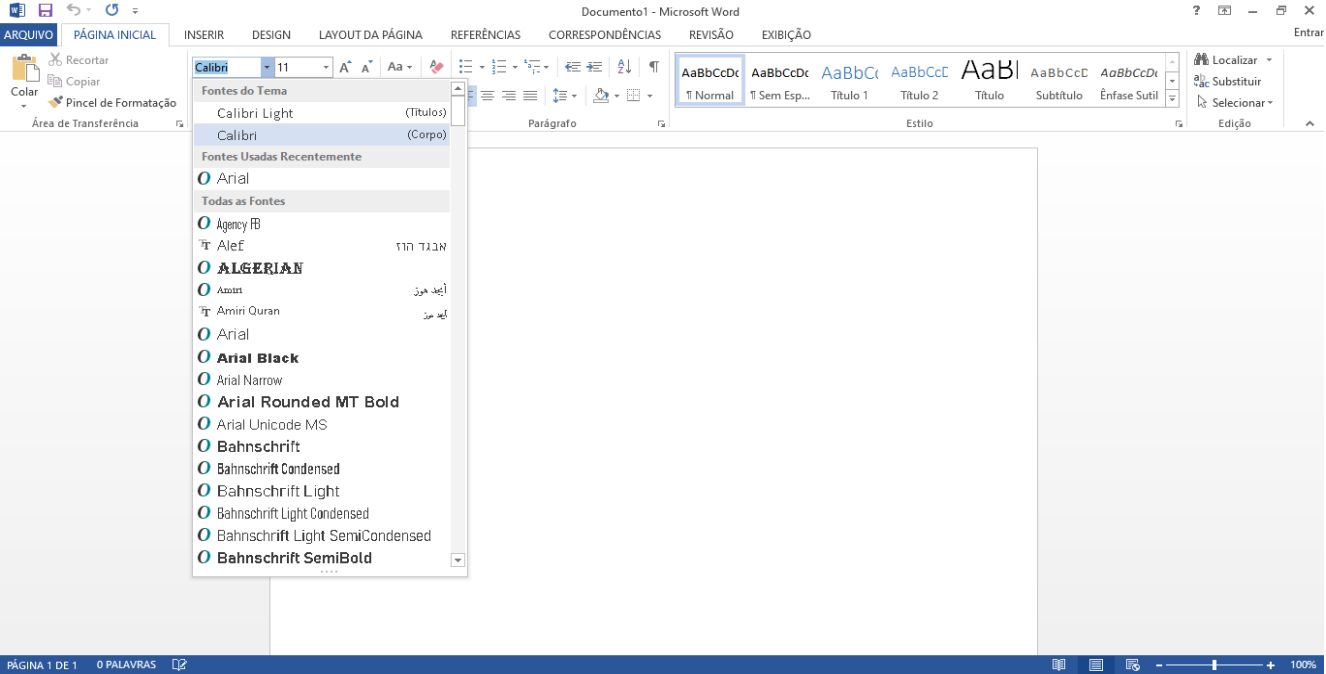 Documento1 - Microsoft Word
ARQUIVO PÁGINA INICIAL INSERIR DESIGN LAYOUT DA PÁGINA REFERÊNCIAS CORRESPONDÊNCIAS REVISÃO EXIBIÇÃO Entrar
Colar
Recortar
Copiar
Pincel de Formatação
Área de Transferência
Calibri 11
Aa
Parágrafo
AaBbCcDc AaBbCcDc AaBbCc AaBbCcC AaB AaBbCcC AaBbCcDc
¶ Normal ¶ Sem Esp... Título 1 Título 2 Título Subtítulo Ênfase Sutil
Estilo
Localizar
Substituir
Selecionar
Edição
Fontes do Tema
Calibri Light (Títulos)
Calibri (Corpo)
Fontes Usadas Recentemente
Arial
Todas as Fontes
Agency FB
Alef אבגד הוז
ALGERIAN
Amiri أبجد هوز
Amiri Quran أبجد هوز
Arial
Arial Black
Arial Narrow
Arial Rounded MT Bold
Arial Unicode MS
Bahnschrift
Bahnschrift Condensed
Bahnschrift Light
Bahnschrift Light Condensed
Bahnschrift Light SemiCondensed
Bahnschrift SemiBold
PÁGINA 1 DE 1 0 PALAVRAS 100%